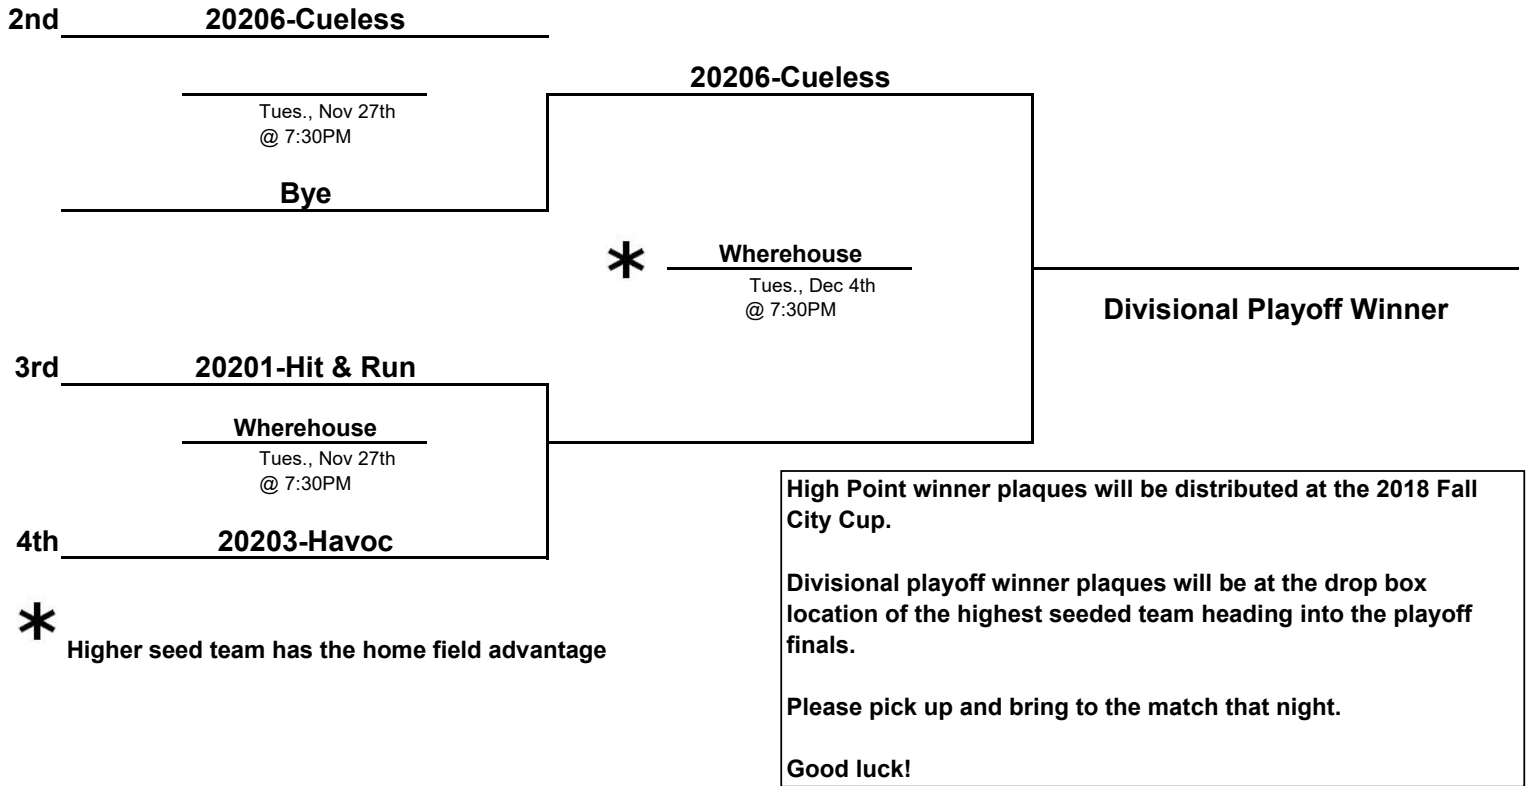 2nd 20206-Cueless
20206-Cueless
Tues., Nov 27th
@ 7:30PM
Bye
* Wherehouse
Tues., Dec 4th
@ 7:30PM
Divisional Playoff Winner
3rd 20201-Hit & Run
Wherehouse
Tues., Nov 27th
@ 7:30PM
4th 20203-Havoc
* Higher seed team has the home field advantage
High Point winner plaques will be distributed at the 2018 Fall
City Cup.
Divisional playoff winner plaques will be at the drop box
location of the highest seeded team heading into the playoff
finals.
Please pick up and bring to the match that night.
Good luck!